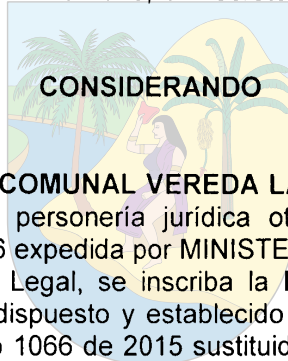 CONSIDERANDO
COMUNAL VEREDA LA
personería jurídica
6 expedida por MINISTE
Legal, se inscriba la
dispuesto y establecido
1066 de 2015 sustituid